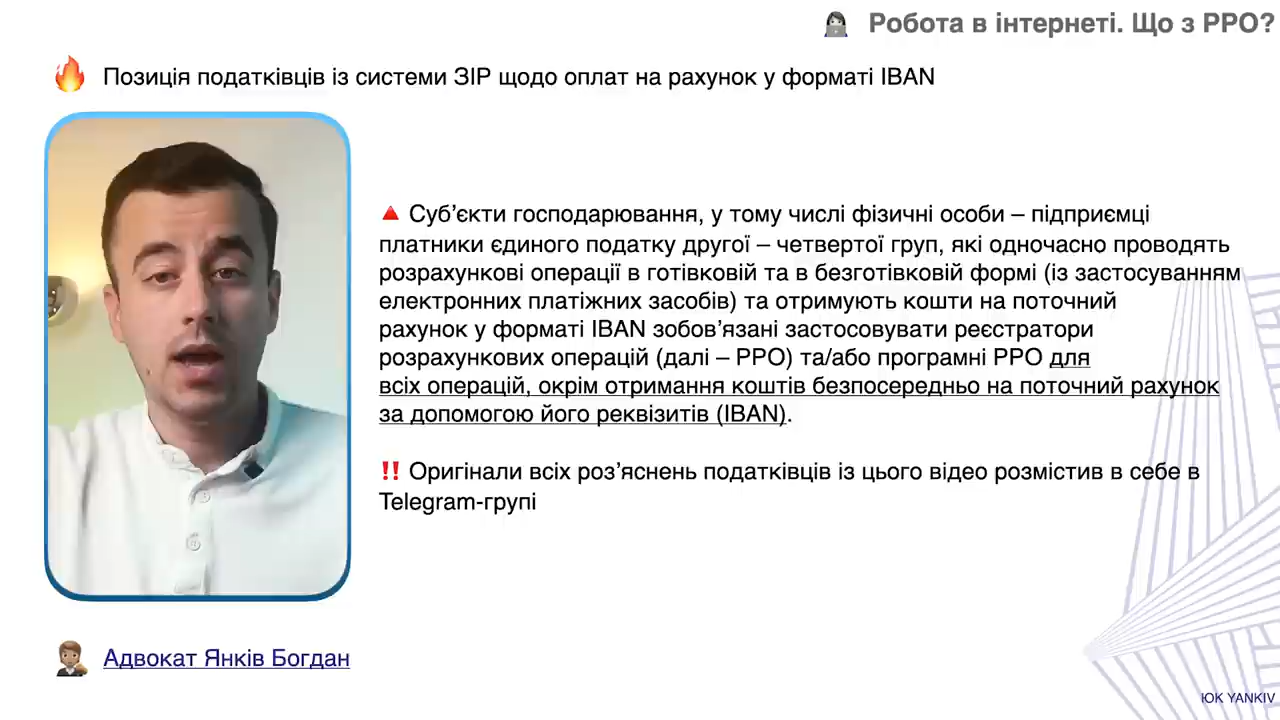 Робота в інтернеті. Що з РРО?
Позиція податківців із системи ЗІР щодо оплат на рахунок у форматі IBAN
Суб’єкти господарювання, у тому числі фізичні особи – підприємці
платники єдиного податку другої – четвертої груп, які одночасно проводять
розрахункові операції в готівковій та в безготівковій формі (із застосуванням
електронних платіжних засобів) та отримують кошти на поточний
рахунок у форматі IBAN зобов’язані застосовувати реєстратори
розрахункових операцій (далі – РРО) та/або програмні РРО для
всіх операцій, окрім отримання коштів безпосередньо на поточний рахунок
за допомогою його реквізитів (IBAN).
‼️ Оригінали всіх роз’яснень податківців із цього відео розмістив в себе в
Telegram-групі
Адвокат Янків Богдан
ЮК YANKIV